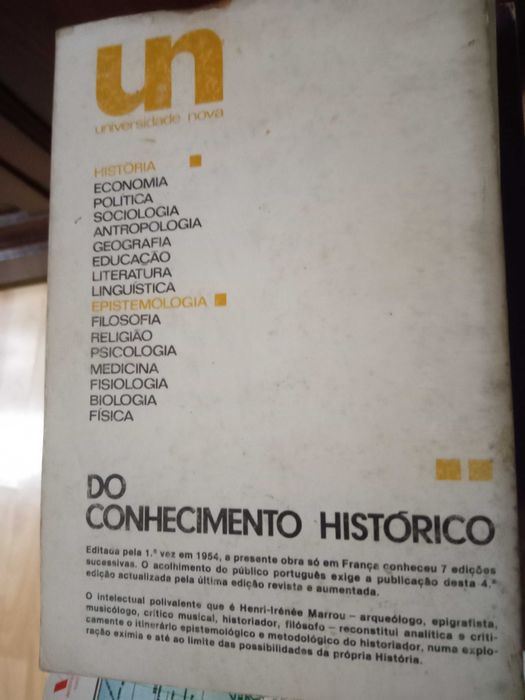 un
universidade nova
HISTÓRIA
ECONOMIA
POLÍTICA
SOCIOLOGIA
ANTROPOLOGIA
GEOGRAFIA
EDUCAÇÃO
LITERATURA
LINGUÍSTICA
EPISTEMOLOGIA
FILOSOFIA
RELIGIÃO
PSICOLOGIA
MEDICINA
FISIOLOGIA
BIOLOGIA
FÍSICA
DO
CONHECIMENTO HISTÓRICO
Editada pela 1.ª vez em 1954, a presente obra só em França conheceu 7 edições
sucessivas. O acolhimento do público português exige a publicação desta 4.ª
edição actualizada pela última edição revista e aumentada.
O intelectual polivalente que é Henri-Irénée Marrou – arqueólogo, epigrafista,
musicólogo, crítico musical, historiador, filósofo – reconstitui analítica e criti-
camente o itinerário epistemológico e metodológico do historiador, numa explo-
ração exímia e até ao limite das possibilidades da própria História.